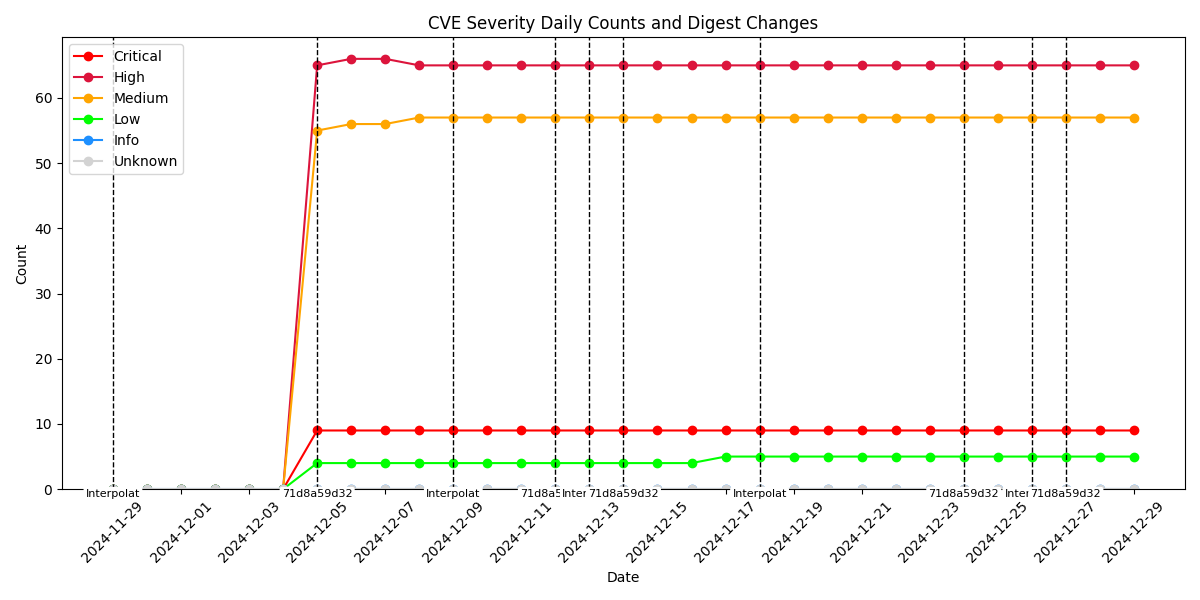 CVE Severity Daily Counts and Digest Changes
Critical
High
Medium
Low
Info
Unknown
Count
60
50
40
30
20
10
0
Interpolat
71d8a59d32
Interpolat
71d8a5
Inter
71d8a59d32
Interpolat
71d8a59d32
Inter
71d8a59d32
2024-11-29
2024-12-01
2024-12-03
2024-12-05
2024-12-07
2024-12-09
2024-12-11
2024-12-13
2024-12-15
2024-12-17
2024-12-19
2024-12-21
2024-12-23
2024-12-25
2024-12-27
2024-12-29
Date